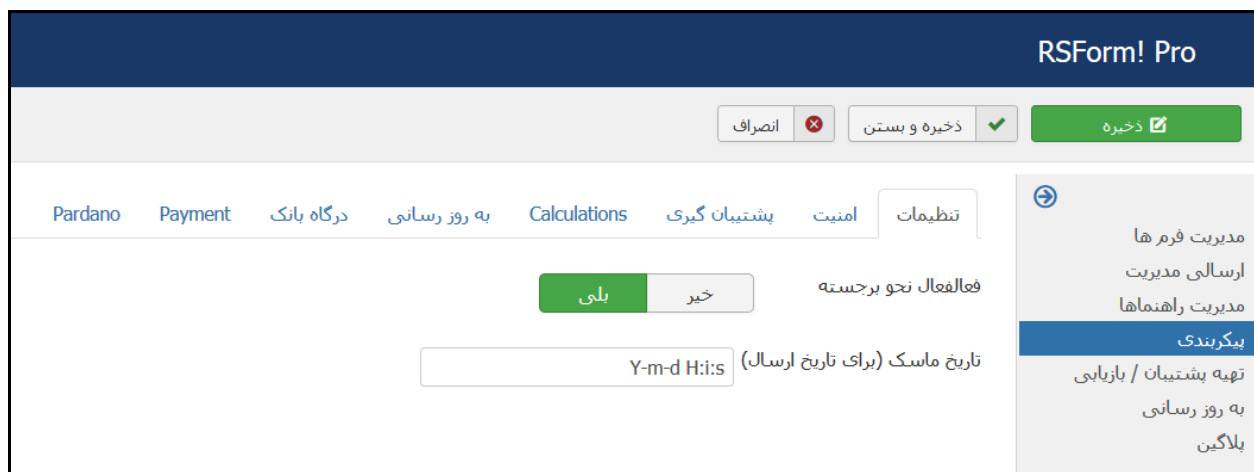 RSForm! Pro
ذخیره
ذخیره و بستن
انصراف
تنظیمات
امنیت
پشتیبان گیری
Calculations
به روز رسانی
درگاه بانک
Payment
Pardano
مدیریت فرم ها
ارسالی مدیریت
مدیریت راهنماها
پیکربندی
تهیه پشتیبان / بازیابی
به روز رسانی
پلاگین
فعالفعال نحو برجسته
خیر
بلی
تاریخ ماسک (برای تاریخ ارسال)
Y-m-d H:i:s